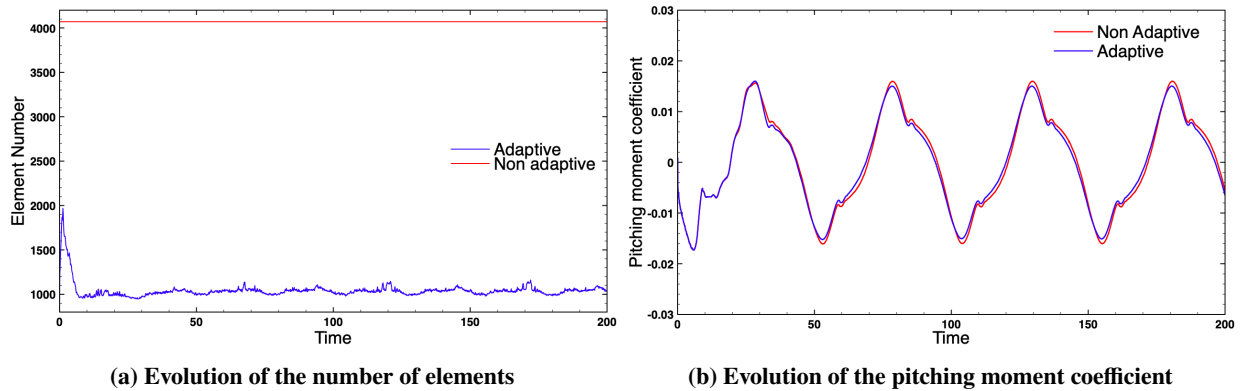 4000
3500
3000
2500
2000
1500
1000
Element Number
Adaptive
Non adaptive
0
50
100
150
200
Time
(a) Evolution of the number of elements
0.03
0.02
0.01
0
-0.01
-0.02
-0.03
Pitching moment coefficient
Non Adaptive
Adaptive
0
50
100
150
200
Time
(b) Evolution of the pitching moment coefficient